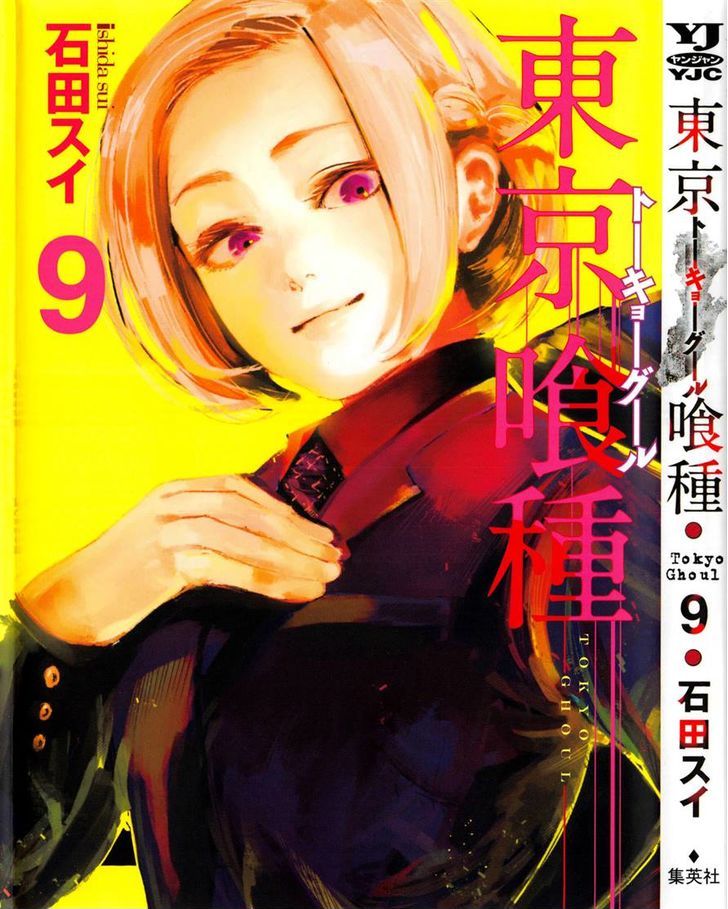 石田スイ
ishida sui
9
東京喰種
トーキョーグール
TOKYO
GHOUL
YJ
ヤンジャン
YJC
東京トーキョーグール喰種
Tokyo
Ghoul
9
石田スイ
集英社